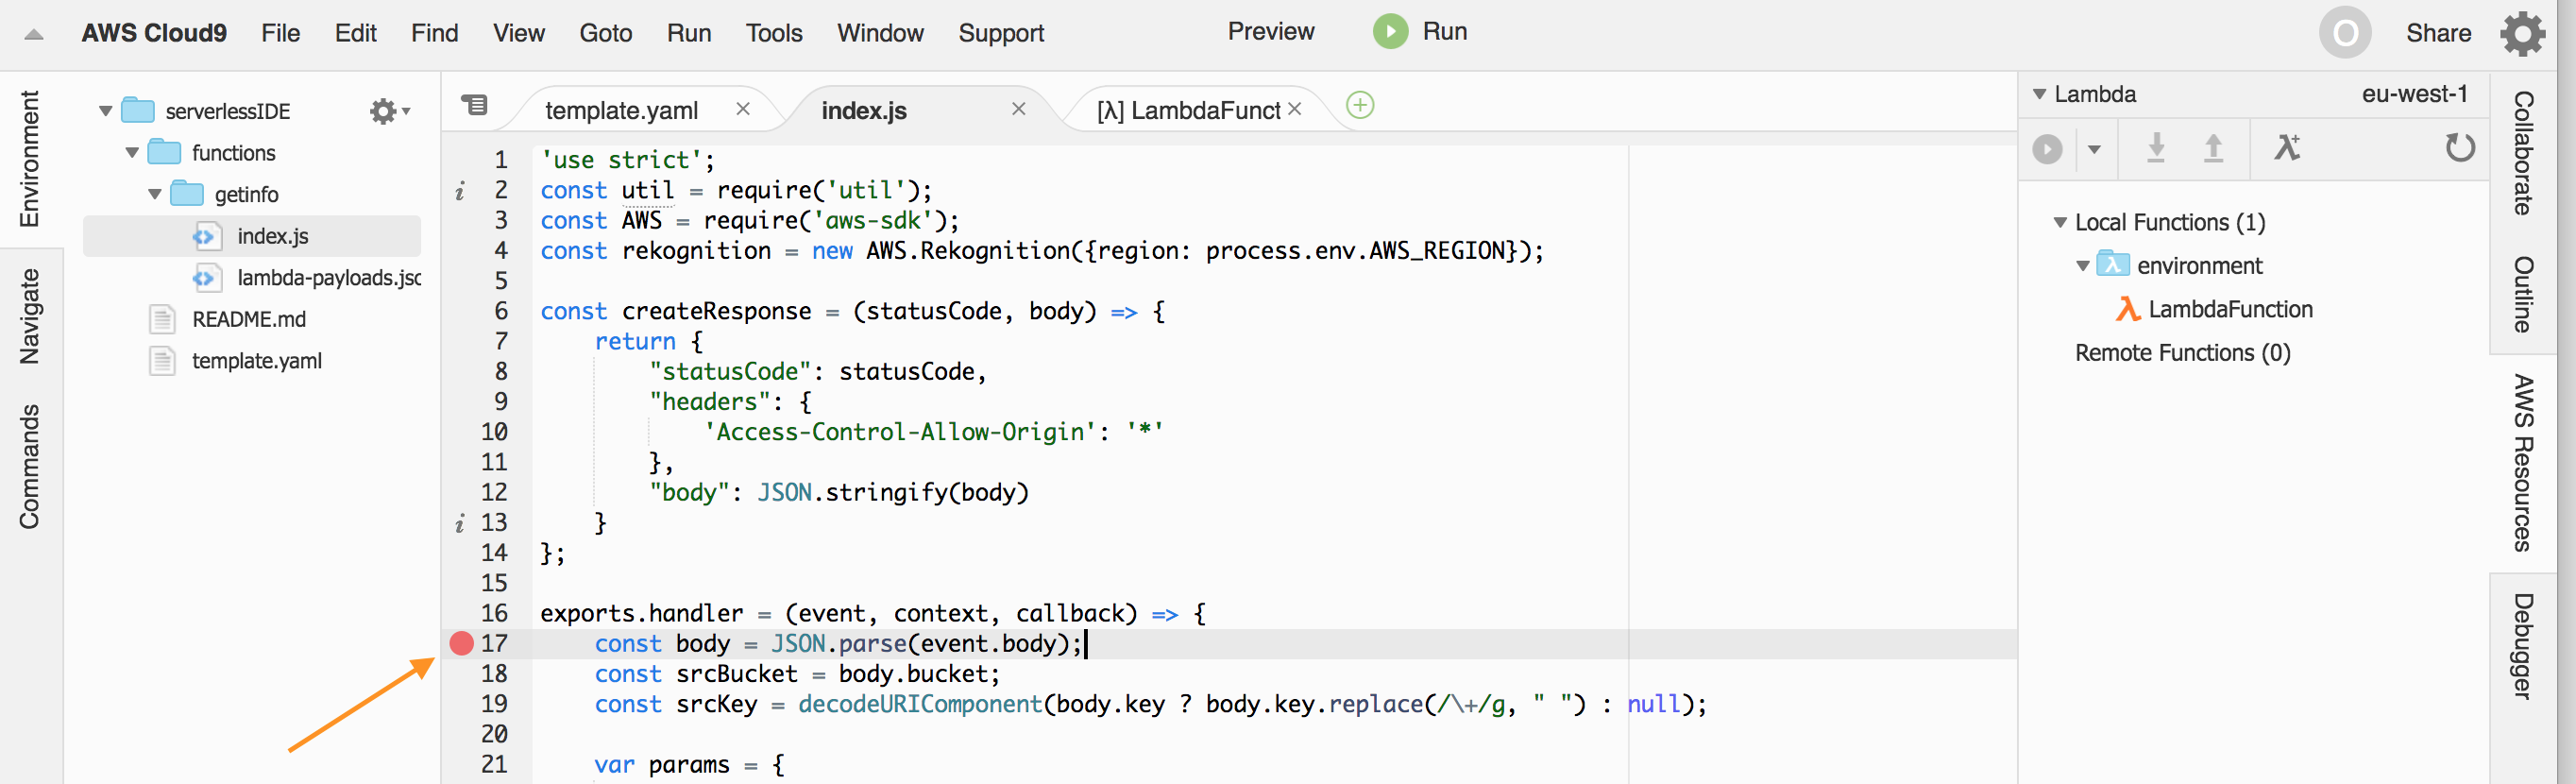 AWS Cloud9 File Edit Find View Goto Run Tools Window Support Preview Run O Share
Environment
Navigate
Commands
serverlessIDE
functions
getinfo
index.js
lambda-payloads.jsc
README.md
template.yaml
template.yaml × index.js × [λ] LambdaFunct ×
1 'use strict';
i 2 const util = require('util');
3 const AWS = require('aws-sdk');
4 const rekognition = new AWS.Rekognition({region: process.env.AWS_REGION});
5
6 const createResponse = (statusCode, body) => {
7 return {
8 "statusCode": statusCode,
9 "headers": {
10 'Access-Control-Allow-Origin': '*'
11 },
12 "body": JSON.stringify(body)
i 13 }
14 };
15
16 exports.handler = (event, context, callback) => {
17 const body = JSON.parse(event.body);
18 const srcBucket = body.bucket;
19 const srcKey = decodeURIComponent(body.key ? body.key.replace(/\+/g, " ") : null);
20
21 var params = {
Lambda eu-west-1
Local Functions (1)
environment
LambdaFunction
Remote Functions (0)
Collaborate
Outline
AWS Resources
Debugger